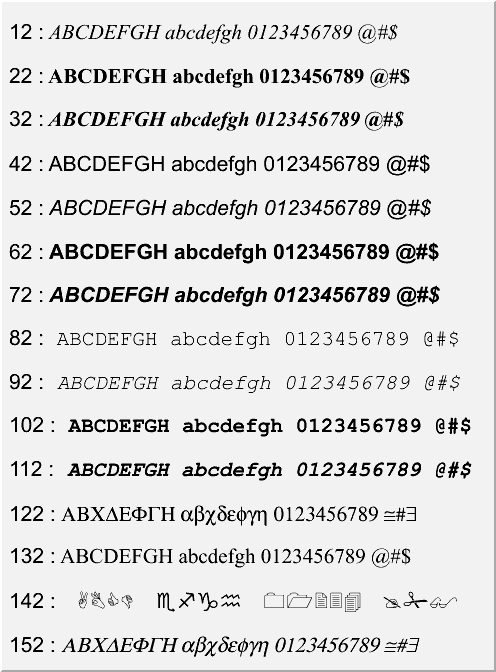 12 : ABCDEFGH abcdefgh 0123456789 @#$
22 : ABCDEFGH abcdefgh 0123456789 @#$
32 : ABCDEFGH abcdefgh 0123456789 @#$
42 : ABCDEFGH abcdefgh 0123456789 @#$
52 : ABCDEFGH abcdefgh 0123456789 @#$
62 : ABCDEFGH abcdefgh 0123456789 @#$
72 : ABCDEFGH abcdefgh 0123456789 @#$
82 : ABCDEFGH abcdefgh 0123456789 @#$
92 : ABCDEFGH abcdefgh 0123456789 @#$
102 : ABCDEFGH abcdefgh 0123456789 @#$
112 : ABCDEFGH abcdefgh 0123456789 @#$
122 : ΑΒΧΔΕΦΓΗ αβχδεφγη 0123456789 ≅#∃
132 : ABCDEFGH abcdefgh 0123456789 @#$
142 :
152 : ΑΒΧΔΕΦΓΗ αβχδεφγη 0123456789 ≅#∃